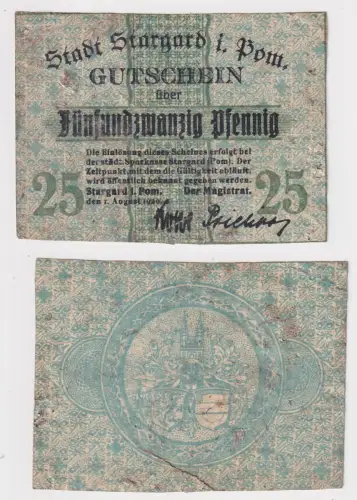 Stadt Stargard i. Pom.
GUTSCHEIN
über
Fünfundzwanzig Pfennig
Die Einlösung dieses Scheines erfolgt bei
der städt. Sparkasse Stargard (Pom). Der
Zeitpunkt, mit dem die Gültigkeit abläuft,
wird öffentlich bekannt gegeben werden.
Stargard i. Pom. Der Magistrat.
den 1. August 1920.
25 25